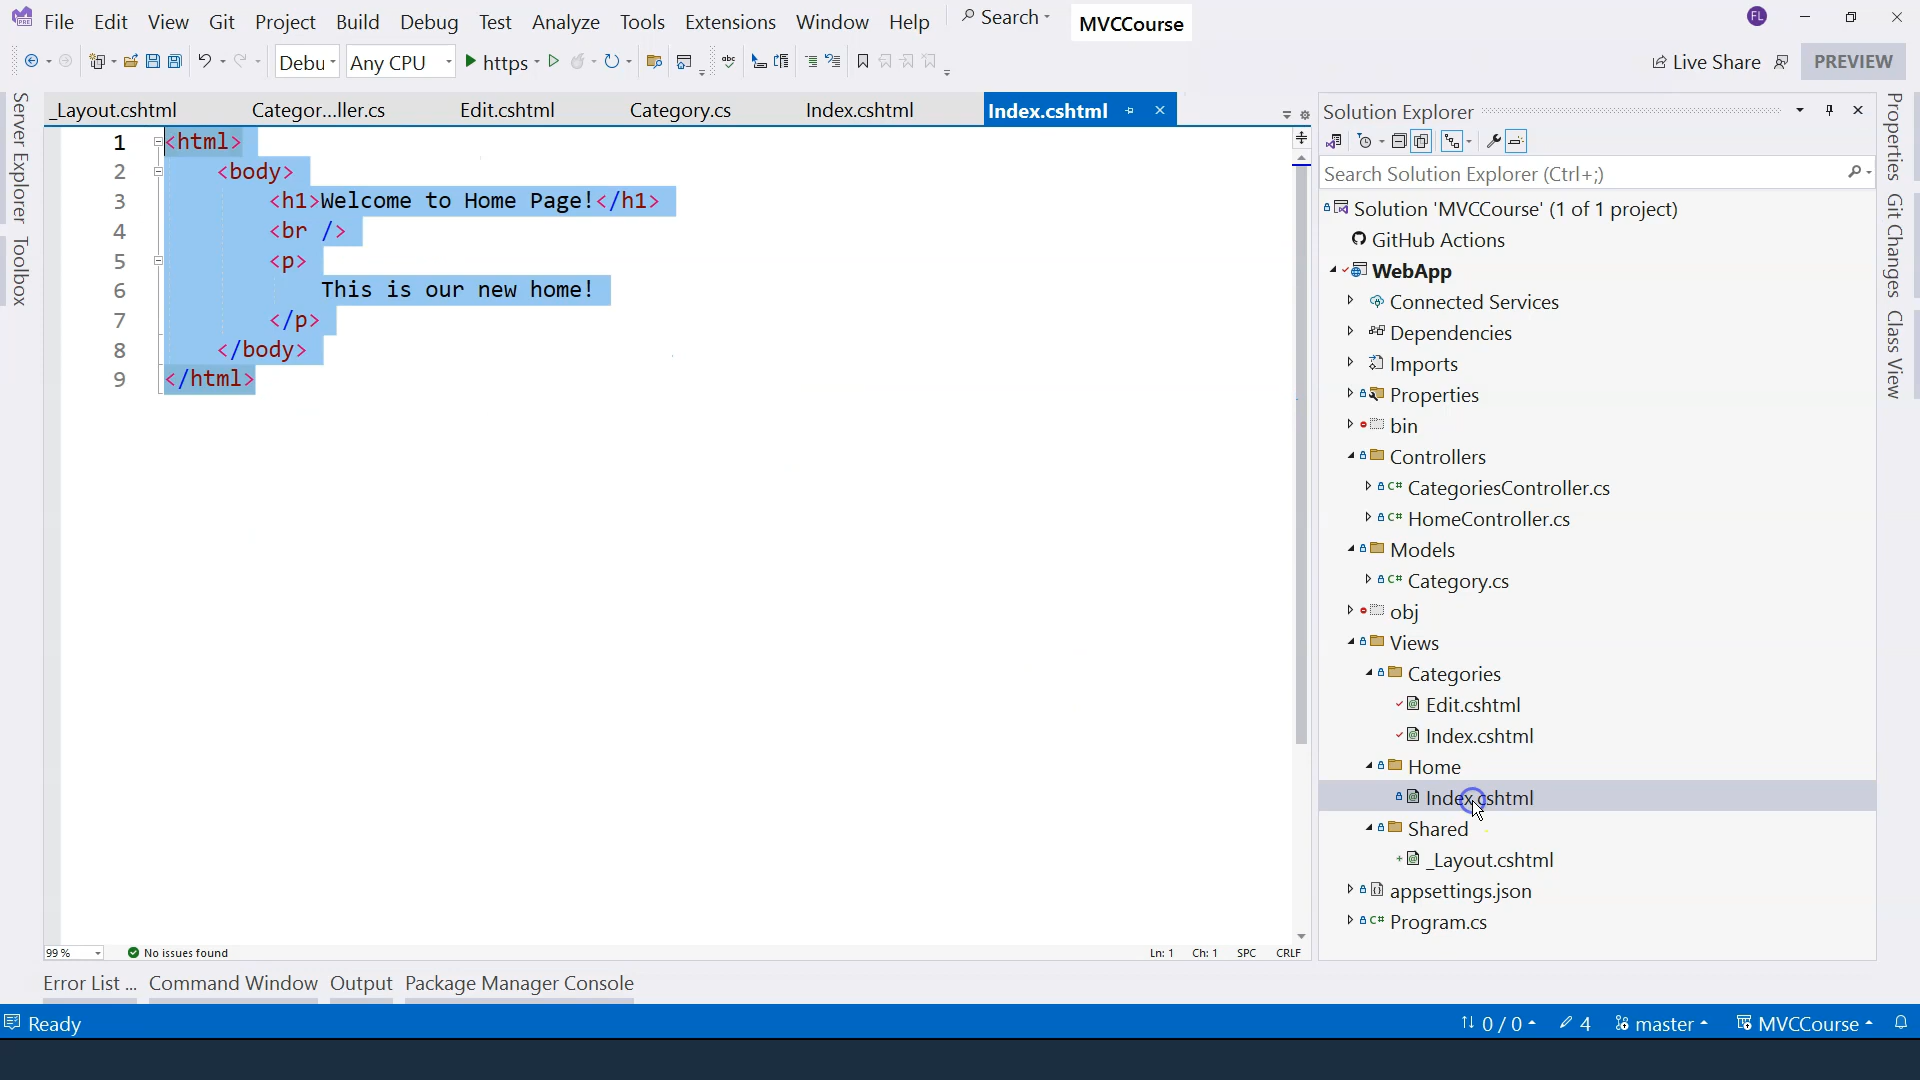 File Edit View Git Project Build Debug Test Analyze Tools Extensions Window Help Search MVCCourse FL
Debu Any CPU https Live Share PREVIEW
_Layout.cshtml Categor...ller.cs Edit.cshtml Category.cs Index.cshtml Index.cshtml
1 <html>
2 <body>
3 <h1>Welcome to Home Page!</h1>
4 <br />
5 <p>
6 This is our new home!
7 </p>
8 </body>
9 </html>
99 % No issues found Ln: 1 Ch: 1 SPC CRLF
Server Explorer
Toolbox
Solution Explorer
Search Solution Explorer (Ctrl+;)
Solution 'MVCCourse' (1 of 1 project)
GitHub Actions
WebApp
Connected Services
Dependencies
Imports
Properties
bin
Controllers
C# CategoriesController.cs
C# HomeController.cs
Models
C# Category.cs
obj
Views
Categories
Edit.cshtml
Index.cshtml
Home
Index.cshtml
Shared
_Layout.cshtml
appsettings.json
C# Program.cs
Properties
Git Changes
Class View
Error List ... Command Window Output Package Manager Console
Ready 0 / 0 4 master MVCCourse